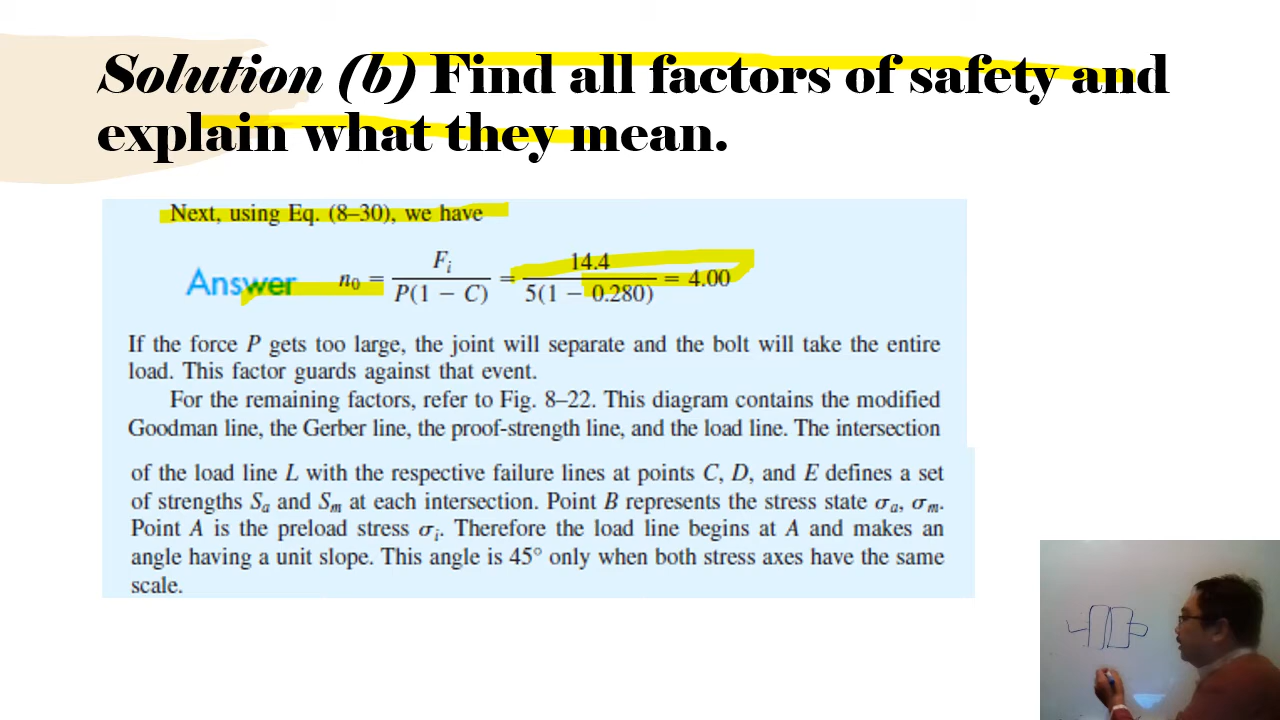 Solution (b) Find all factors of safety and
explain what they mean.
Next, using Eq. (8–30), we have
Answer n₀ = Fᵢ / P(1 − C) = 14.4 / 5(1 − 0.280) = 4.00
If the force P gets too large, the joint will separate and the bolt will take the entire
load. This factor guards against that event.
For the remaining factors, refer to Fig. 8–22. This diagram contains the modified
Goodman line, the Gerber line, the proof-strength line, and the load line. The intersection
of the load line L with the respective failure lines at points C, D, and E defines a set
of strengths Sₐ and Sₘ at each intersection. Point B represents the stress state σₐ, σₘ.
Point A is the preload stress σᵢ. Therefore the load line begins at A and makes an
angle having a unit slope. This angle is 45° only when both stress axes have the same
scale.